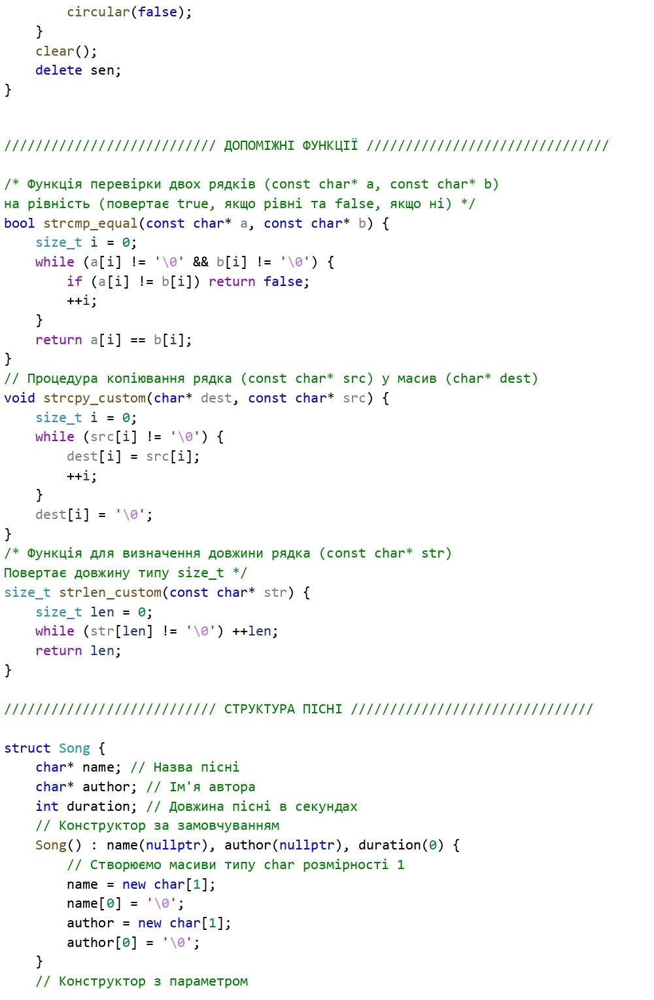 circular(false);
    }
    clear();
    delete sen;
}
/////////////////////////// ДОПОМІЖНІ ФУНКЦІЇ ///////////////////////////////
/* Функція перевірки двох рядків (const char* a, const char* b)
на рівність (повертає true, якщо рівні та false, якщо ні) */
bool strcmp_equal(const char* a, const char* b) {
    size_t i = 0;
    while (a[i] != '\0' && b[i] != '\0') {
        if (a[i] != b[i]) return false;
        ++i;
    }
    return a[i] == b[i];
}
// Процедура копіювання рядка (const char* src) у масив (char* dest)
void strcpy_custom(char* dest, const char* src) {
    size_t i = 0;
    while (src[i] != '\0') {
        dest[i] = src[i];
        ++i;
    }
    dest[i] = '\0';
}
/* Функція для визначення довжини рядка (const char* str)
Повертає довжину типу size_t */
size_t strlen_custom(const char* str) {
    size_t len = 0;
    while (str[len] != '\0') ++len;
    return len;
}
/////////////////////////// СТРУКТУРА ПІСНІ ///////////////////////////////
struct Song {
    char* name; // Назва пісні
    char* author; // Ім'я автора
    int duration; // Довжина пісні в секундах
    // Конструктор за замовчуванням
    Song() : name(nullptr), author(nullptr), duration(0) {
        // Створюємо масиви типу char розмірності 1
        name = new char[1];
        name[0] = '\0';
        author = new char[1];
        author[0] = '\0';
    }
    // Конструктор з параметром